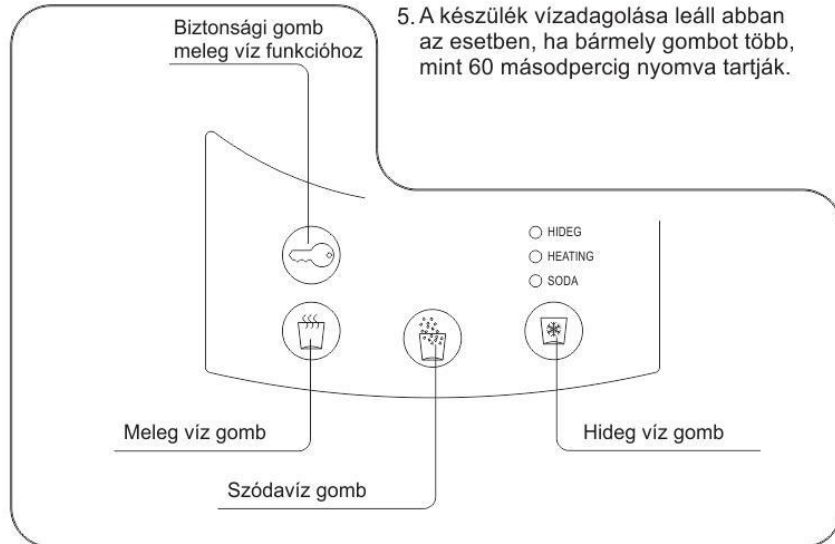 Biztonsági gomb
meleg víz funkcióhoz
5. A készülék vízadagolása leáll abban
az esetben, ha bármely gombot több,
mint 60 másodpercig nyomva tartják.
HIDEG
HEATING
SODA
Meleg víz gomb
Hideg víz gomb
Szódavíz gomb